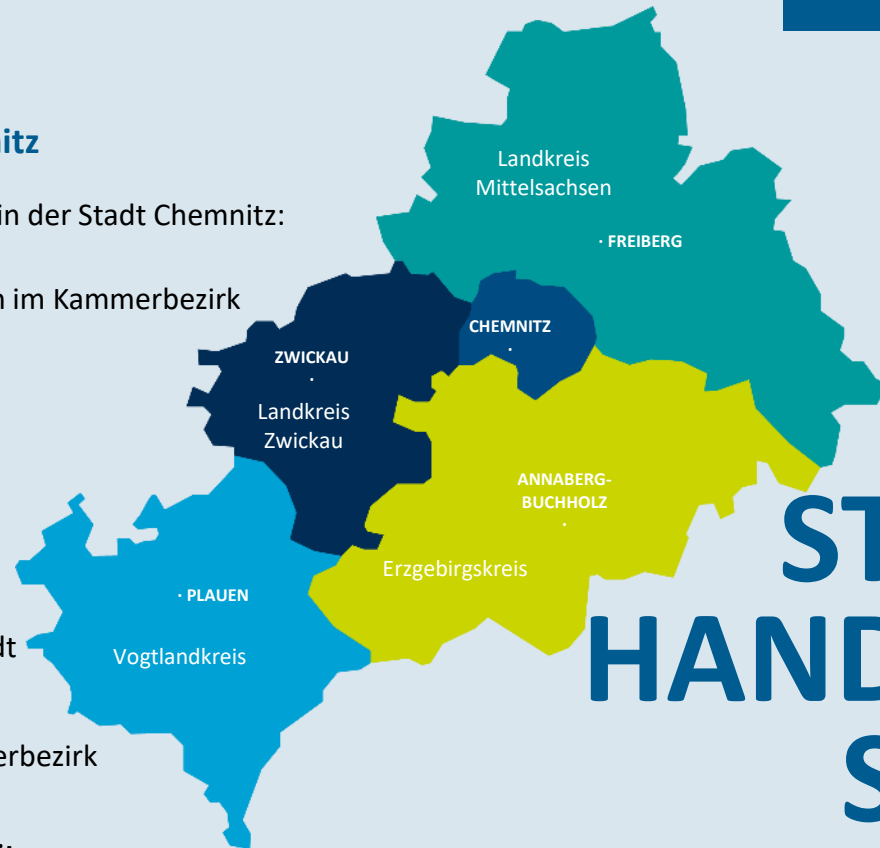 nitz
in der Stadt Chemnitz:
im Kammerbezirk
dt
erbezirk
Landkreis
Mittelsachsen
· FREIBERG
CHEMNITZ
·
ZWICKAU
·
Landkreis
Zwickau
ANNABERG-
BUCHHOLZ
·
Erzgebirgskreis
· PLAUEN
Vogtlandkreis
ST
HAND
S